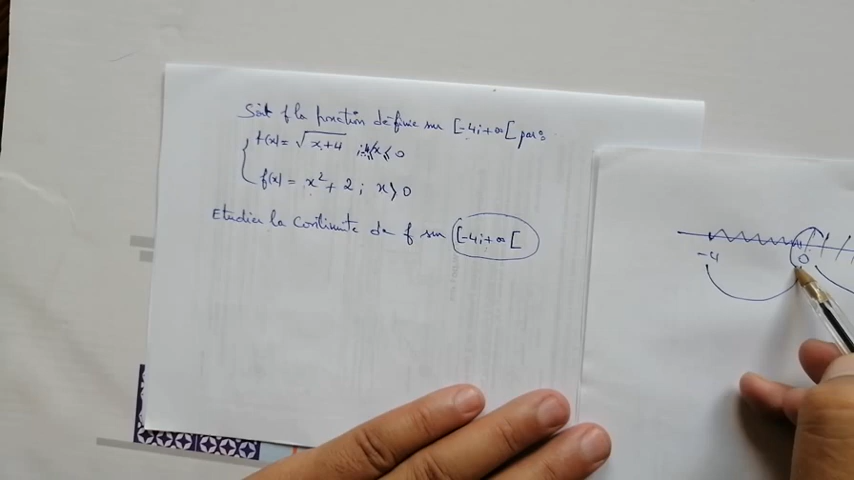 Soit f la fonction définie sur [-4; +∞[ par:
f(x) = √x+4 ; x ≤ 0
f(x) = x² + 2 ; x > 0
Etudier la continuité de f sur [-4; +∞[
-4 0